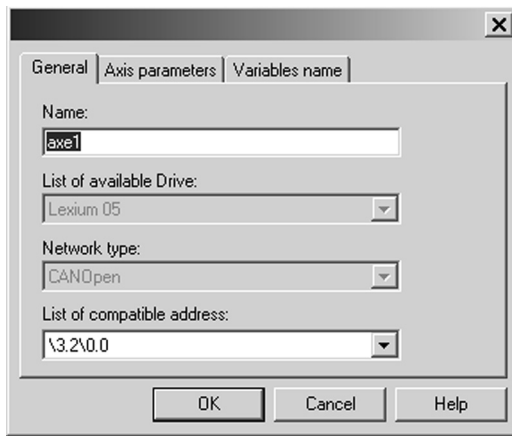 General Axis parameters Variables name
Name:
axe1
List of available Drive:
Lexium 05
Network type:
CANOpen
List of compatible address:
\3.2\0.0
OK Cancel Help